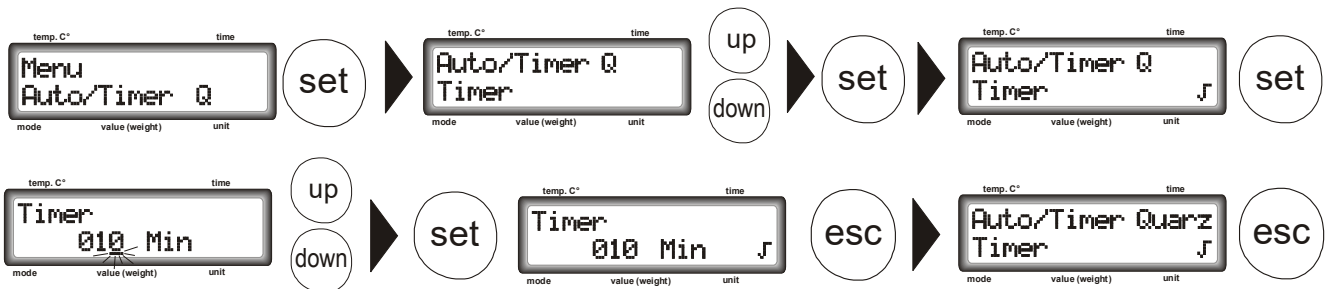 temp. C° time
Menu
Auto/Timer Q
mode value (weight) unit
set
temp. C° time
Auto/Timer Q
Timer
mode value (weight) unit
up
down
set
temp. C° time
Auto/Timer Q
Timer √
mode value (weight) unit
set
temp. C° time
Timer
010 Min
mode value (weight) unit
up
down
set
temp. C° time
Timer
010 Min √
mode value (weight) unit
esc
temp. C° time
Auto/Timer Quarz
Timer √
mode value (weight) unit
esc